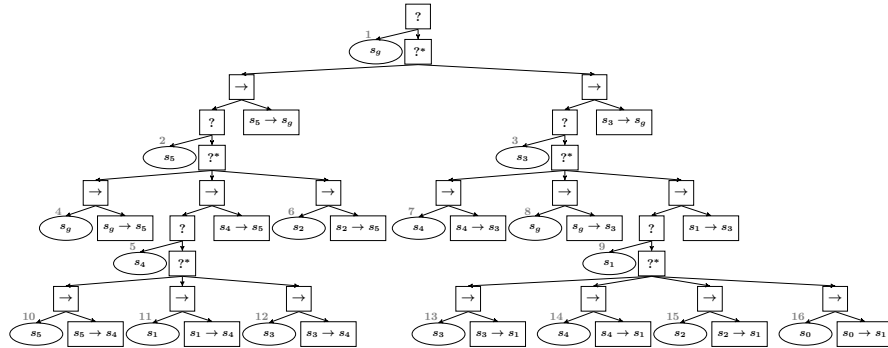 ?
1
s_g ?*
→ →
? s_5 → s_g ? s_3 → s_g
2 3
s_5 ?* s_3 ?*
→ → → → → →
4 6 7 8
s_g s_g → s_5 ? s_4 → s_5 s_2 s_2 → s_5 s_4 s_4 → s_3 s_g s_g → s_3 ? s_1 → s_3
5 9
s_4 ?* s_1 ?*
→ → → → → → →
10 11 12 13 14 15 16
s_5 s_5 → s_4 s_1 s_1 → s_4 s_3 s_3 → s_4 s_3 s_3 → s_1 s_4 s_4 → s_1 s_2 s_2 → s_1 s_0 s_0 → s_1